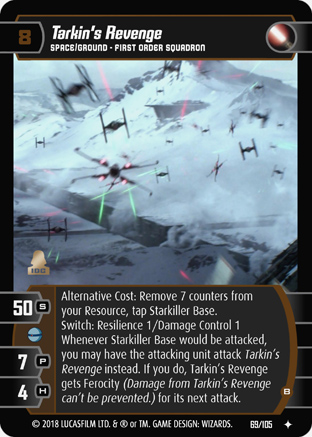 8
Tarkin's Revenge
SPACE/GROUND - FIRST ORDER SQUADRON
IDC
50 S
7 P
4 H
Alternative Cost: Remove 7 counters from
your Resource, tap Starkiller Base.
Switch: Resilience 1/Damage Control 1
Whenever Starkiller Base would be attacked,
you may have the attacking unit attack Tarkin's
Revenge instead. If you do, Tarkin's Revenge
gets Ferocity (Damage from Tarkin's Revenge
can't be prevented.) for its next attack.
B
© 2018 LUCASFILM LTD. & ® or TM. GAME DESIGN: WIZARDS. 69/105